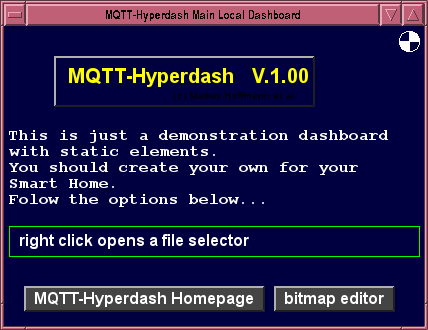 MQTT-Hyperdash Main Local Dashboard
MQTT-Hyperdash V.1.00
This is just a demonstration dashboard
with static elements.
You should create your own for your
Smart Home.
Folow the options below...
right click opens a file selector
MQTT-Hyperdash Homepage
bitmap editor